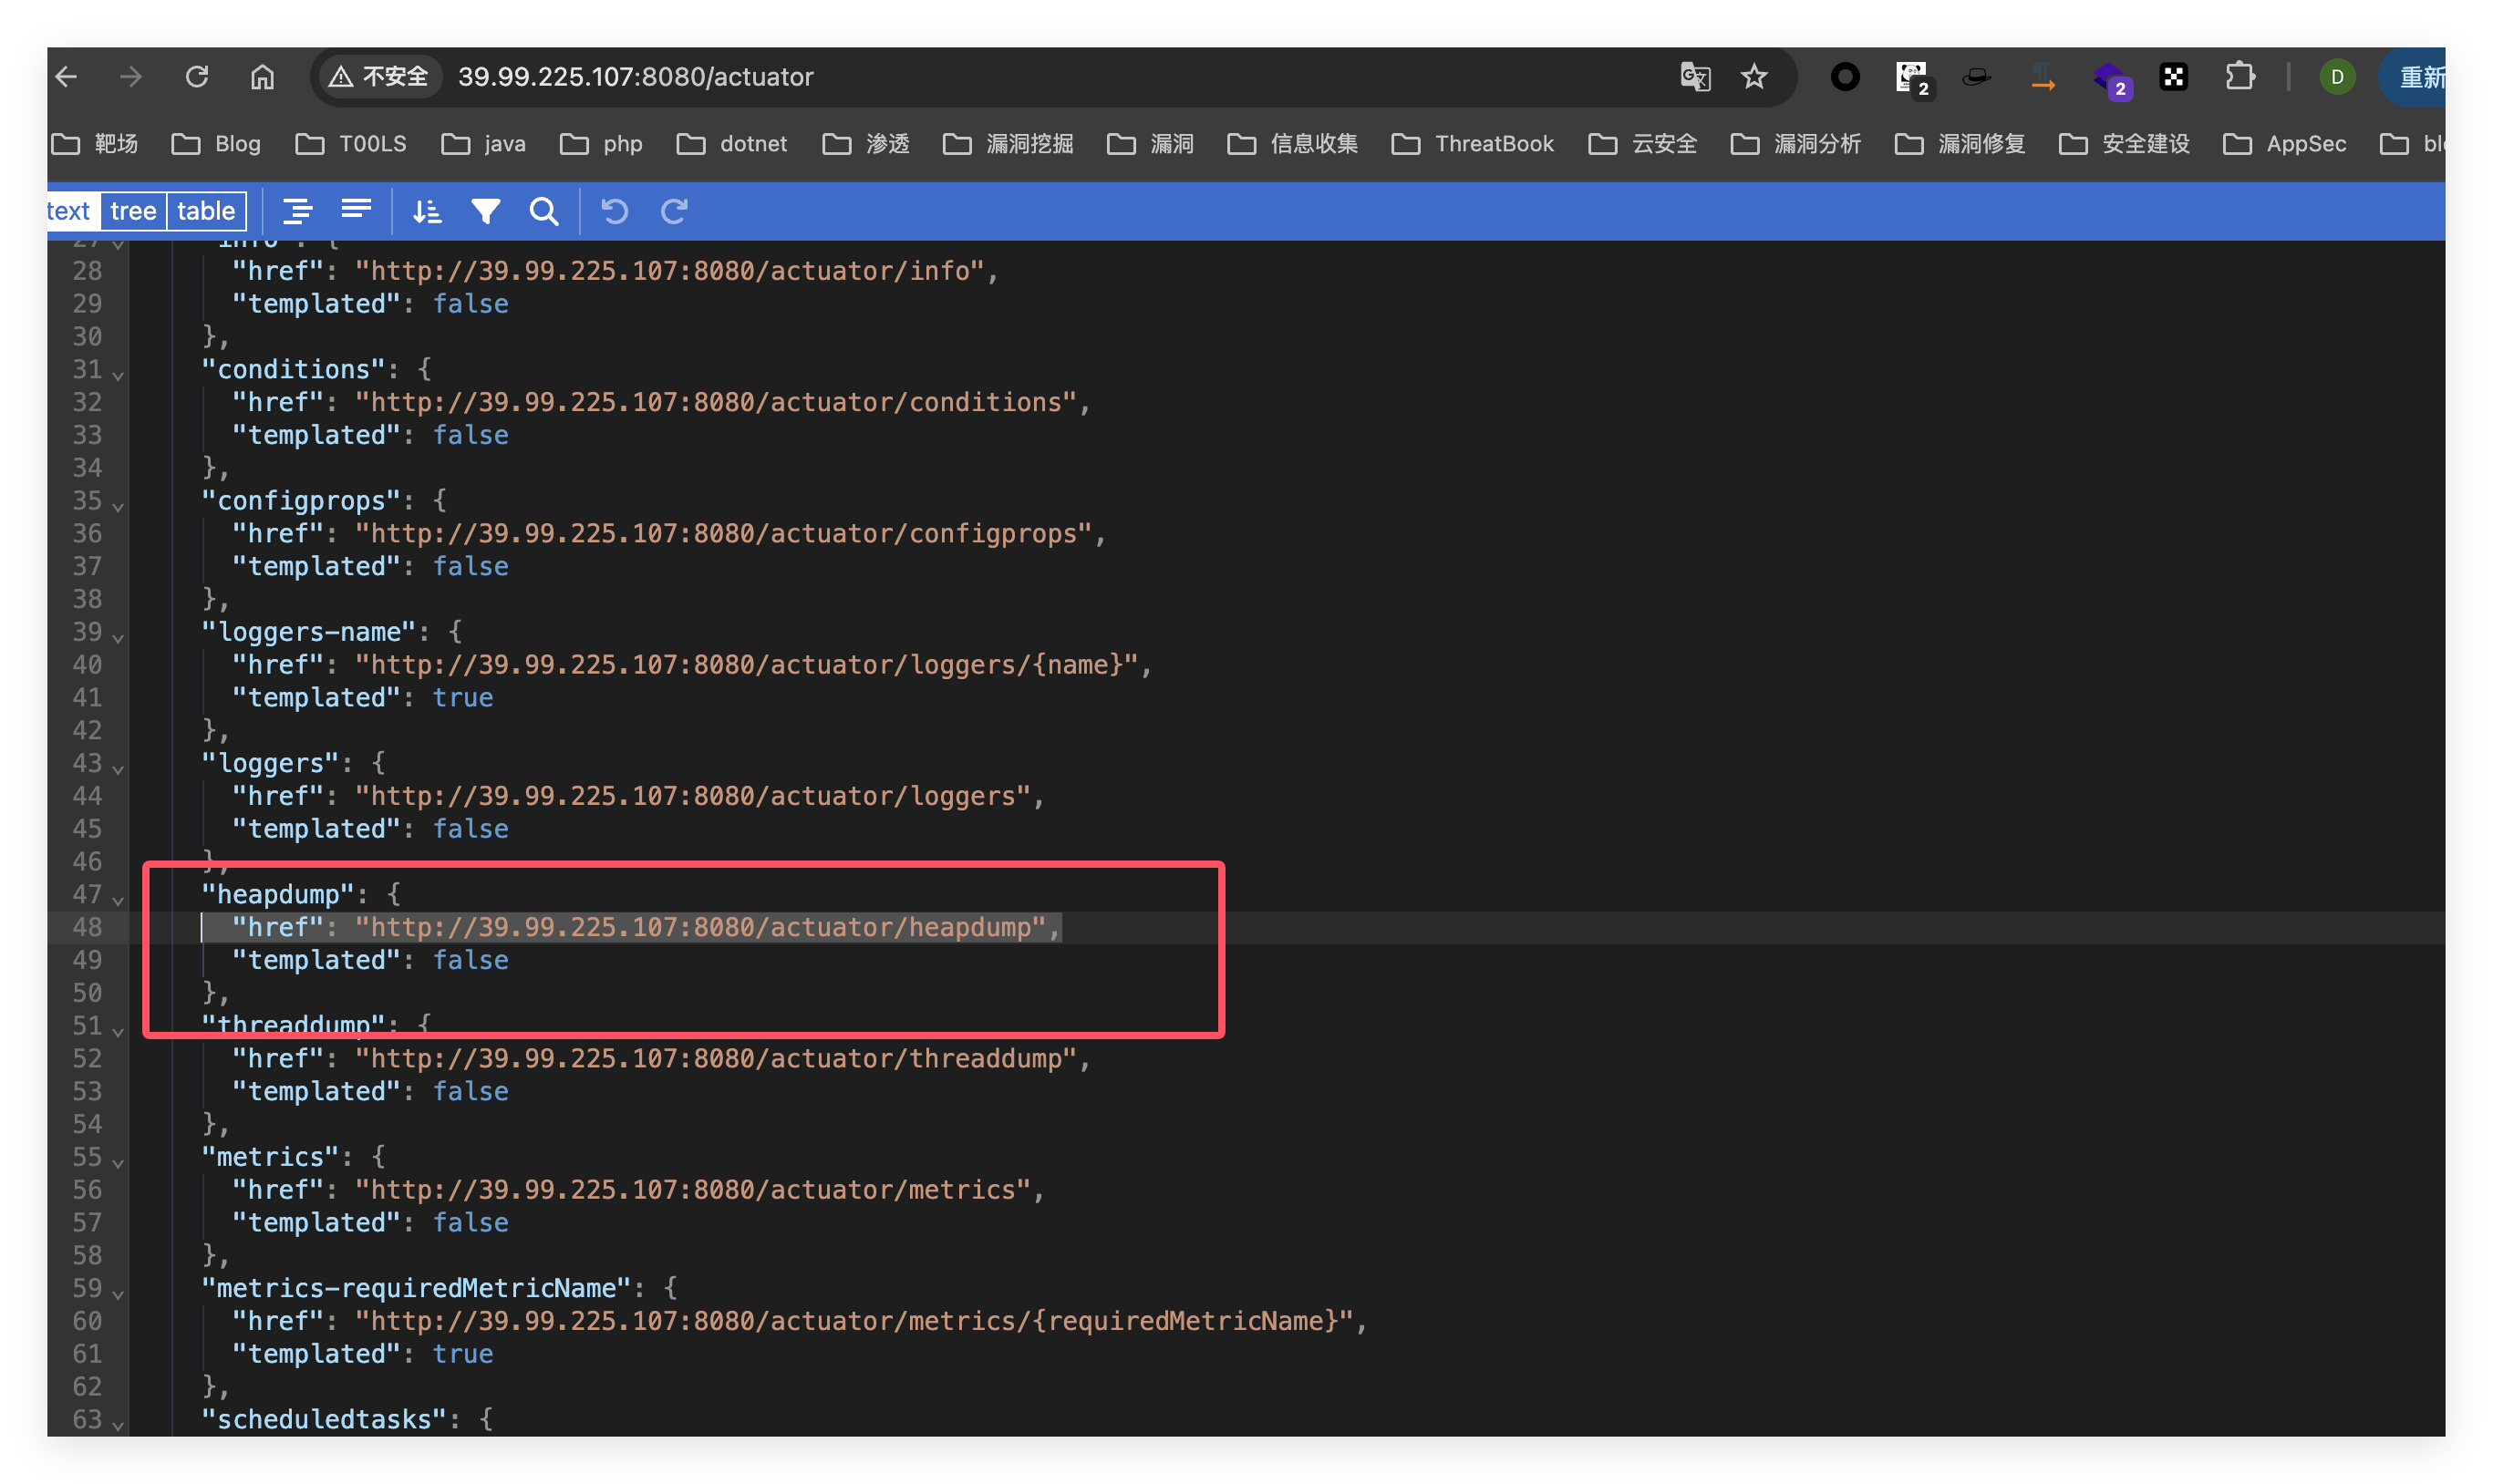 不安全 39.99.225.107:8080/actuator 2 2 D 重新
靶场 Blog T00LS java php dotnet 渗透 漏洞挖掘 漏洞 信息收集 ThreatBook 云安全 漏洞分析 漏洞修复 安全建设 AppSec
text tree table
27 "info": {
28 "href": "http://39.99.225.107:8080/actuator/info",
29 "templated": false
30 },
31 "conditions": {
32 "href": "http://39.99.225.107:8080/actuator/conditions",
33 "templated": false
34 },
35 "configprops": {
36 "href": "http://39.99.225.107:8080/actuator/configprops",
37 "templated": false
38 },
39 "loggers-name": {
40 "href": "http://39.99.225.107:8080/actuator/loggers/{name}",
41 "templated": true
42 },
43 "loggers": {
44 "href": "http://39.99.225.107:8080/actuator/loggers",
45 "templated": false
46 },
47 "heapdump": {
48 "href": "http://39.99.225.107:8080/actuator/heapdump",
49 "templated": false
50 },
51 "threaddump": {
52 "href": "http://39.99.225.107:8080/actuator/threaddump",
53 "templated": false
54 },
55 "metrics": {
56 "href": "http://39.99.225.107:8080/actuator/metrics",
57 "templated": false
58 },
59 "metrics-requiredMetricName": {
60 "href": "http://39.99.225.107:8080/actuator/metrics/{requiredMetricName}",
61 "templated": true
62 },
63 "scheduledtasks": {